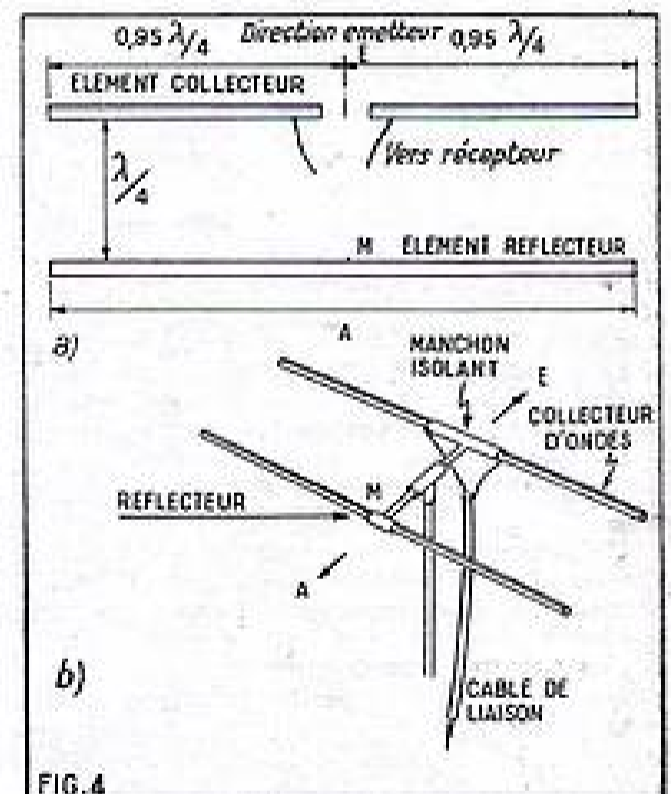 0,95 λ/4 Direction emetteur 0,95 λ/4
E
ELEMENT COLLECTEUR
λ/4
Vers récepteur
M ELEMENT REFLECTEUR
A
a)
MANCHON
ISOLANT
E
COLLECTEUR
D'ONDES
M
REFLECTEUR
A
b)
CABLE DE
LIAISON
FIG.4